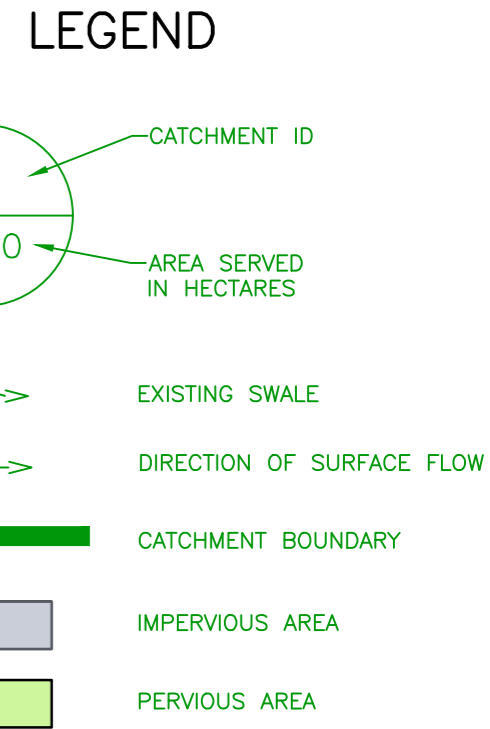 LEGEND
CATCHMENT ID
0
AREA SERVED
IN HECTARES
EXISTING SWALE
DIRECTION OF SURFACE FLOW
CATCHMENT BOUNDARY
IMPERVIOUS AREA
PERVIOUS AREA